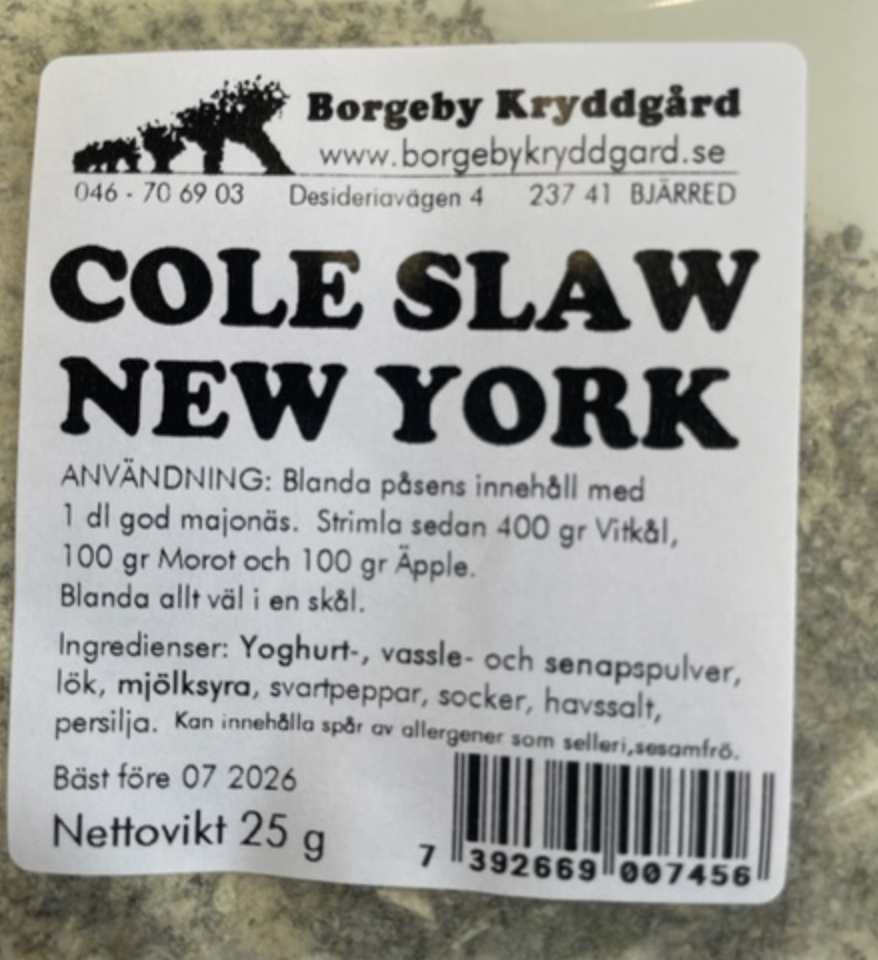 Borgeby Kryddgård
www.borgebykryddgard.se
046 - 70 69 03 Desideriavägen 4 237 41 BJÄRRED
COLE SLAW
NEW YORK
ANVÄNDNING: Blanda påsens innehåll med
1 dl god majonäs. Strimla sedan 400 gr Vitkål,
100 gr Morot och 100 gr Äpple.
Blanda allt väl i en skål.
Ingredienser: Yoghurt-, vassle- och senapspulver,
lök, mjölksyra, svartpeppar, socker, havssalt,
persilja. Kan innehålla spår av allergener som selleri,sesamfrö.
Bäst före 07 2026
Nettovikt 25 g
7 392669 007456